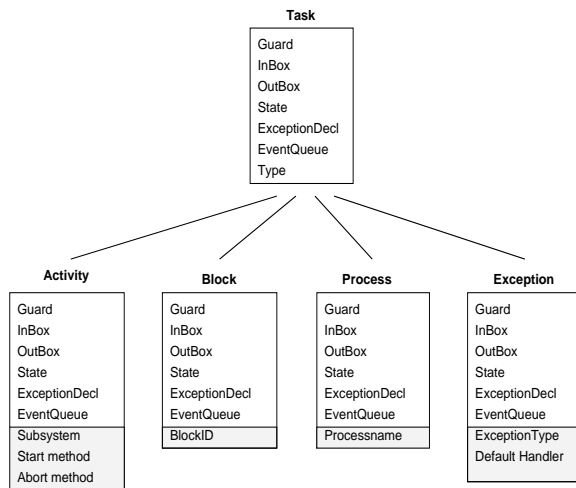 Task
Guard
InBox
OutBox
State
ExceptionDecl
EventQueue
Type
Activity
Guard
InBox
OutBox
State
ExceptionDecl
EventQueue
Subsystem
Start method
Abort method
Block
Guard
InBox
OutBox
State
ExceptionDecl
EventQueue
BlockID
Process
Guard
InBox
OutBox
State
ExceptionDecl
EventQueue
Processname
Exception
Guard
InBox
OutBox
State
ExceptionDecl
EventQueue
ExceptionType
Default Handler